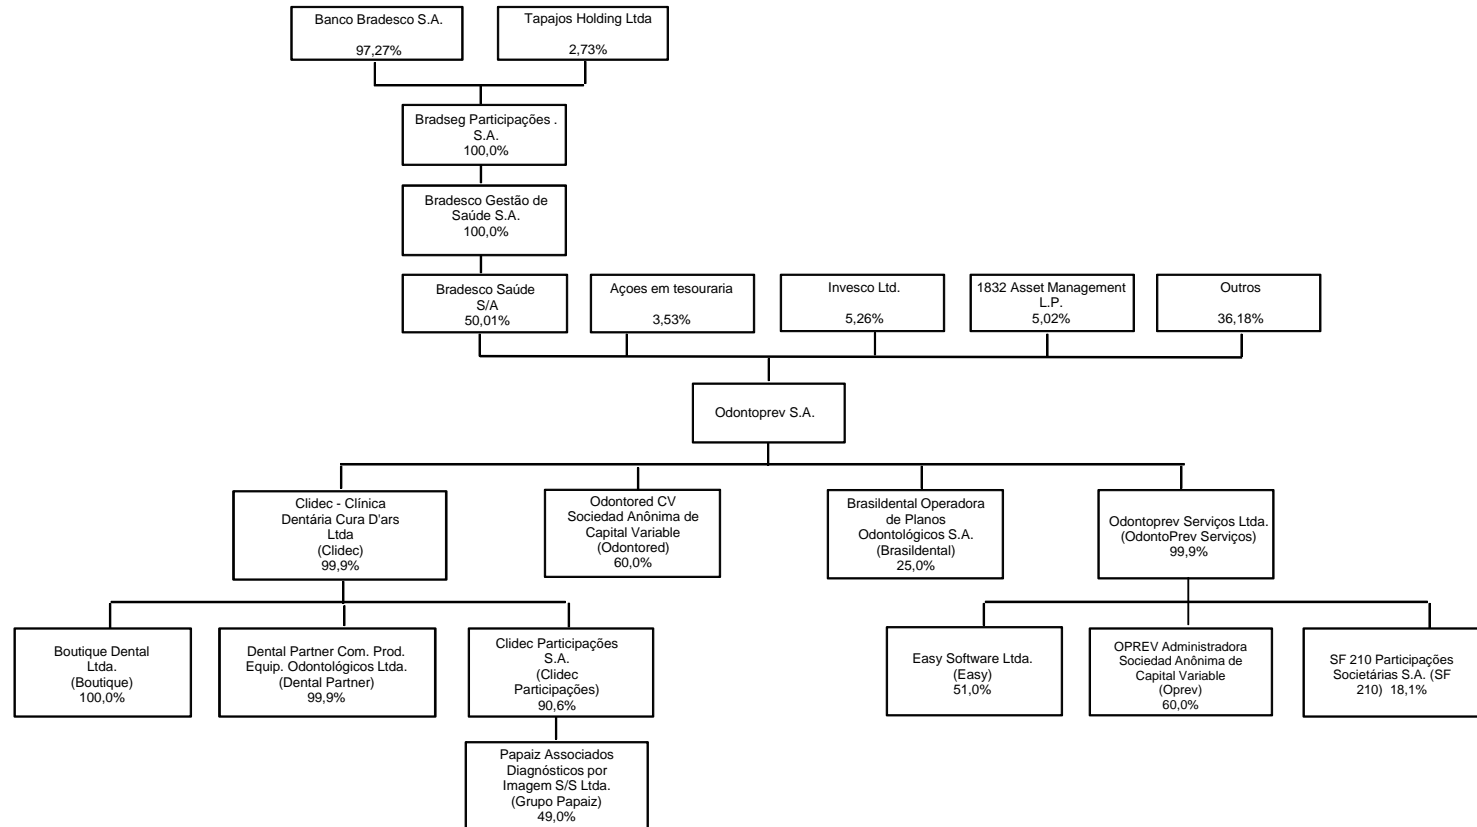 Banco Bradesco S.A.
97,27%
Tapajos Holding Ltda
2,73%
Bradseg Participações .
S.A.
100,0%
Bradesco Gestão de
Saúde S.A.
100,0%
Bradesco Saúde
S/A
50,01%
Açoes em tesouraria
3,53%
Invesco Ltd.
5,26%
1832 Asset Management
L.P.
5,02%
Outros
36,18%
Odontoprev S.A.
Clidec - Clínica
Dentária Cura D'ars
Ltda
(Clidec)
99,9%
Odontored CV
Sociedad Anônima de
Capital Variable
(Odontored)
60,0%
Brasildental Operadora
de Planos
Odontológicos S.A.
(Brasildental)
25,0%
Odontoprev Serviços Ltda.
(OdontoPrev Serviços)
99,9%
Boutique Dental
Ltda.
(Boutique)
100,0%
Dental Partner Com. Prod.
Equip. Odontológicos Ltda.
(Dental Partner)
99,9%
Clidec Participações
S.A.
(Clidec
Participações)
90,6%
Easy Software Ltda.
(Easy)
51,0%
OPREV Administradora
Sociedad Anônima de
Capital Variable
(Oprev)
60,0%
SF 210 Participações
Societárias S.A. (SF
210)  18,1%
Papaiz Associados
Diagnósticos por
Imagem S/S Ltda.
(Grupo Papaiz)
49,0%